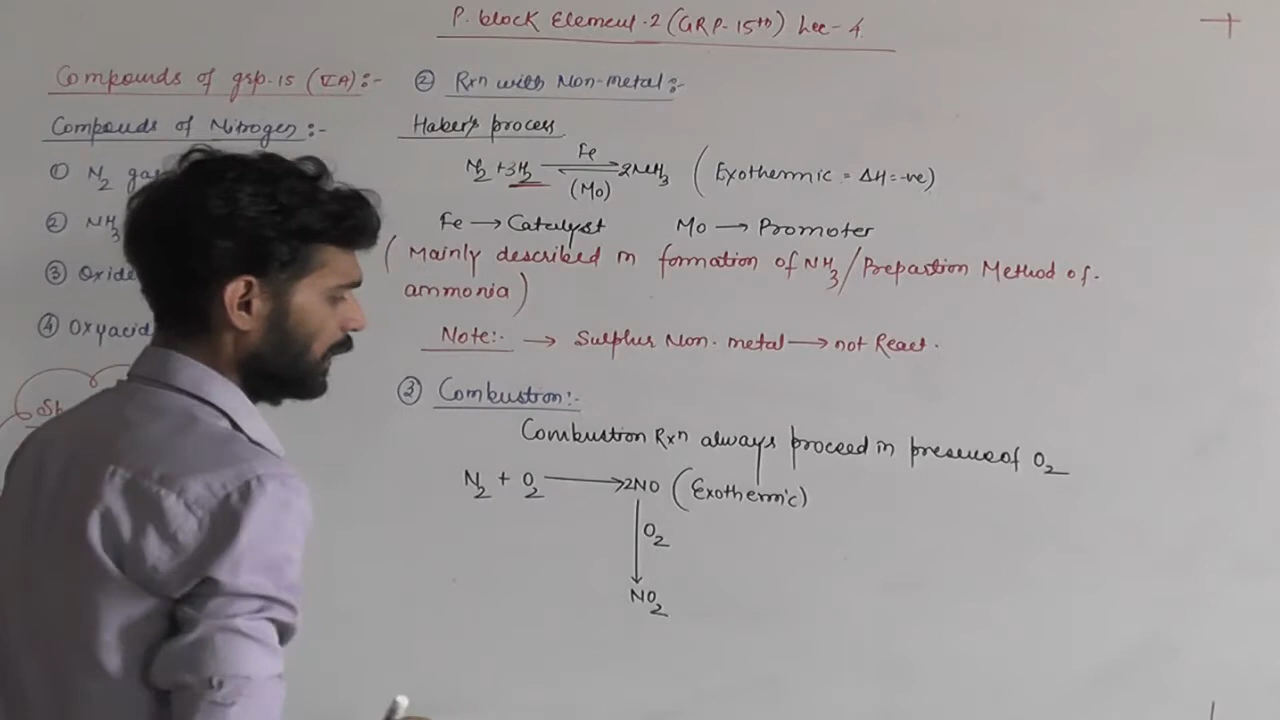 P. block Element-2 (GRP-15th) Lec-4.
Compounds of grp-15 (VA):-
Compounds of Nitrogen:-
① N2 gas
② NH3
③ Oxide
④ Oxyacid
② Rxn with Non-metal:-
Haber's process
N2 + 3H2 ⇌ 2NH3 (Exothermic = ΔH = -ve)
Fe
(Mo)
Fe → Catalyst Mo → Promoter
(Mainly described in formation of NH3/Prepartion Method of.
ammonia)
Note:- → Sulphur Non-metal → not React.
③ Combustion:-
Combustion Rxn always proceed in presence of O2
N2 + O2 → 2NO (Exothermic)
↓ O2
NO2